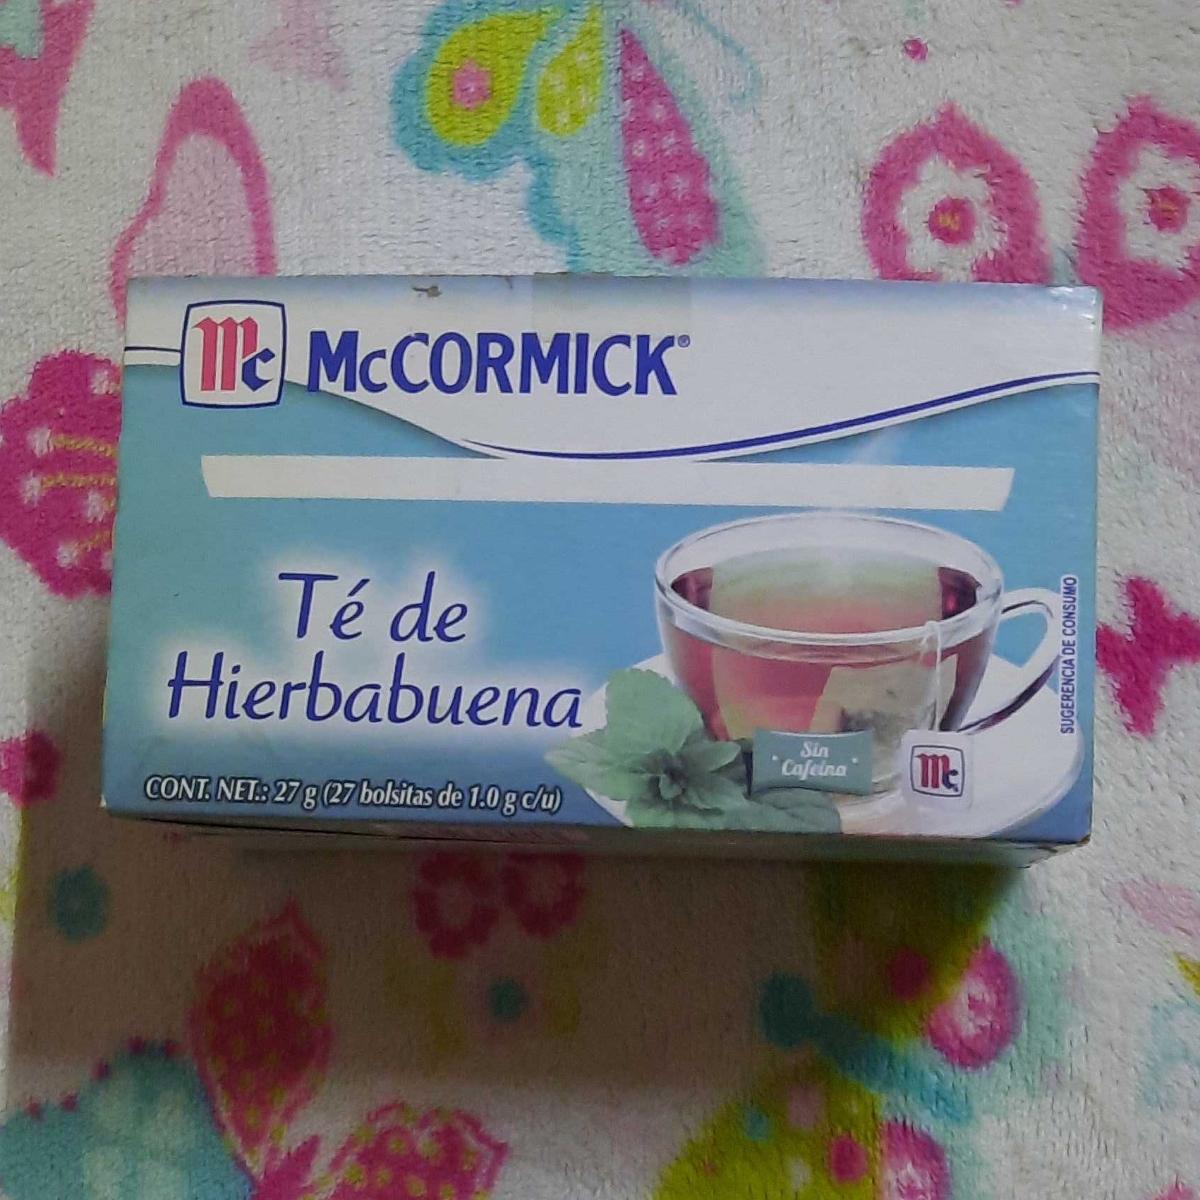 Mc McCORMICK®
Té de
Hierbabuena
CONT. NET.: 27 g (27 bolsitas de 1.0 g c/u)
Sin
Cafeína
Mc
SUGERENCIA DE CONSUMO